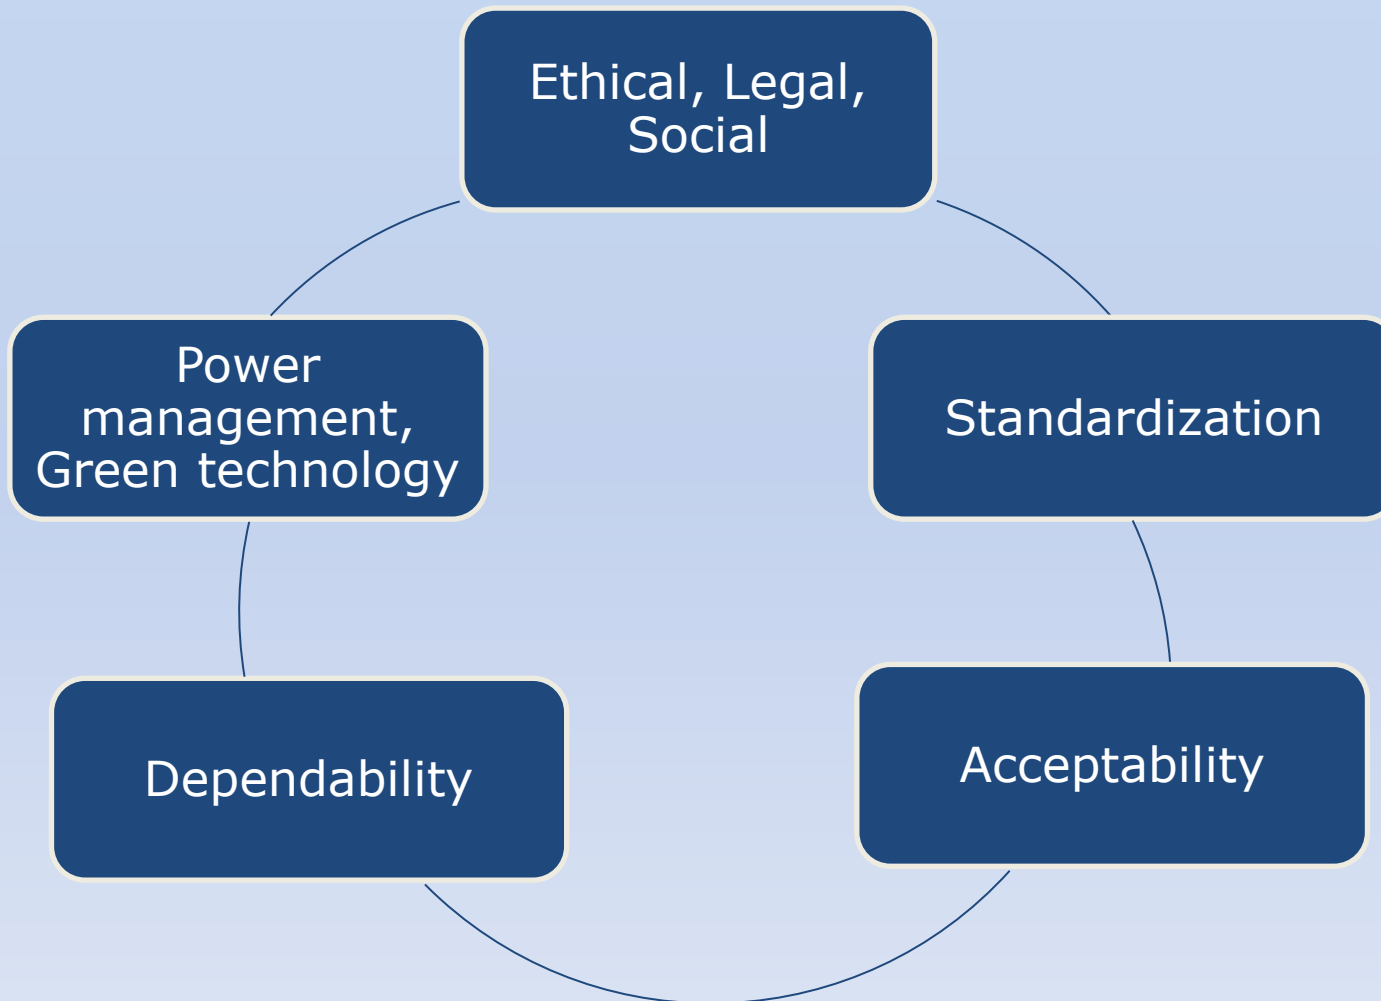 Ethical, Legal,
Social
Power
management,
Green technology
Standardization
Dependability
Acceptability